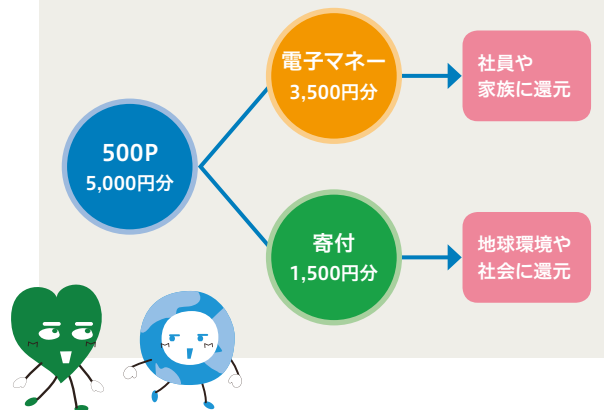 500P
5,000円分
電子マネー
3,500円分
社員や
家族に還元
寄付
1,500円分
地球環境や
社会に還元